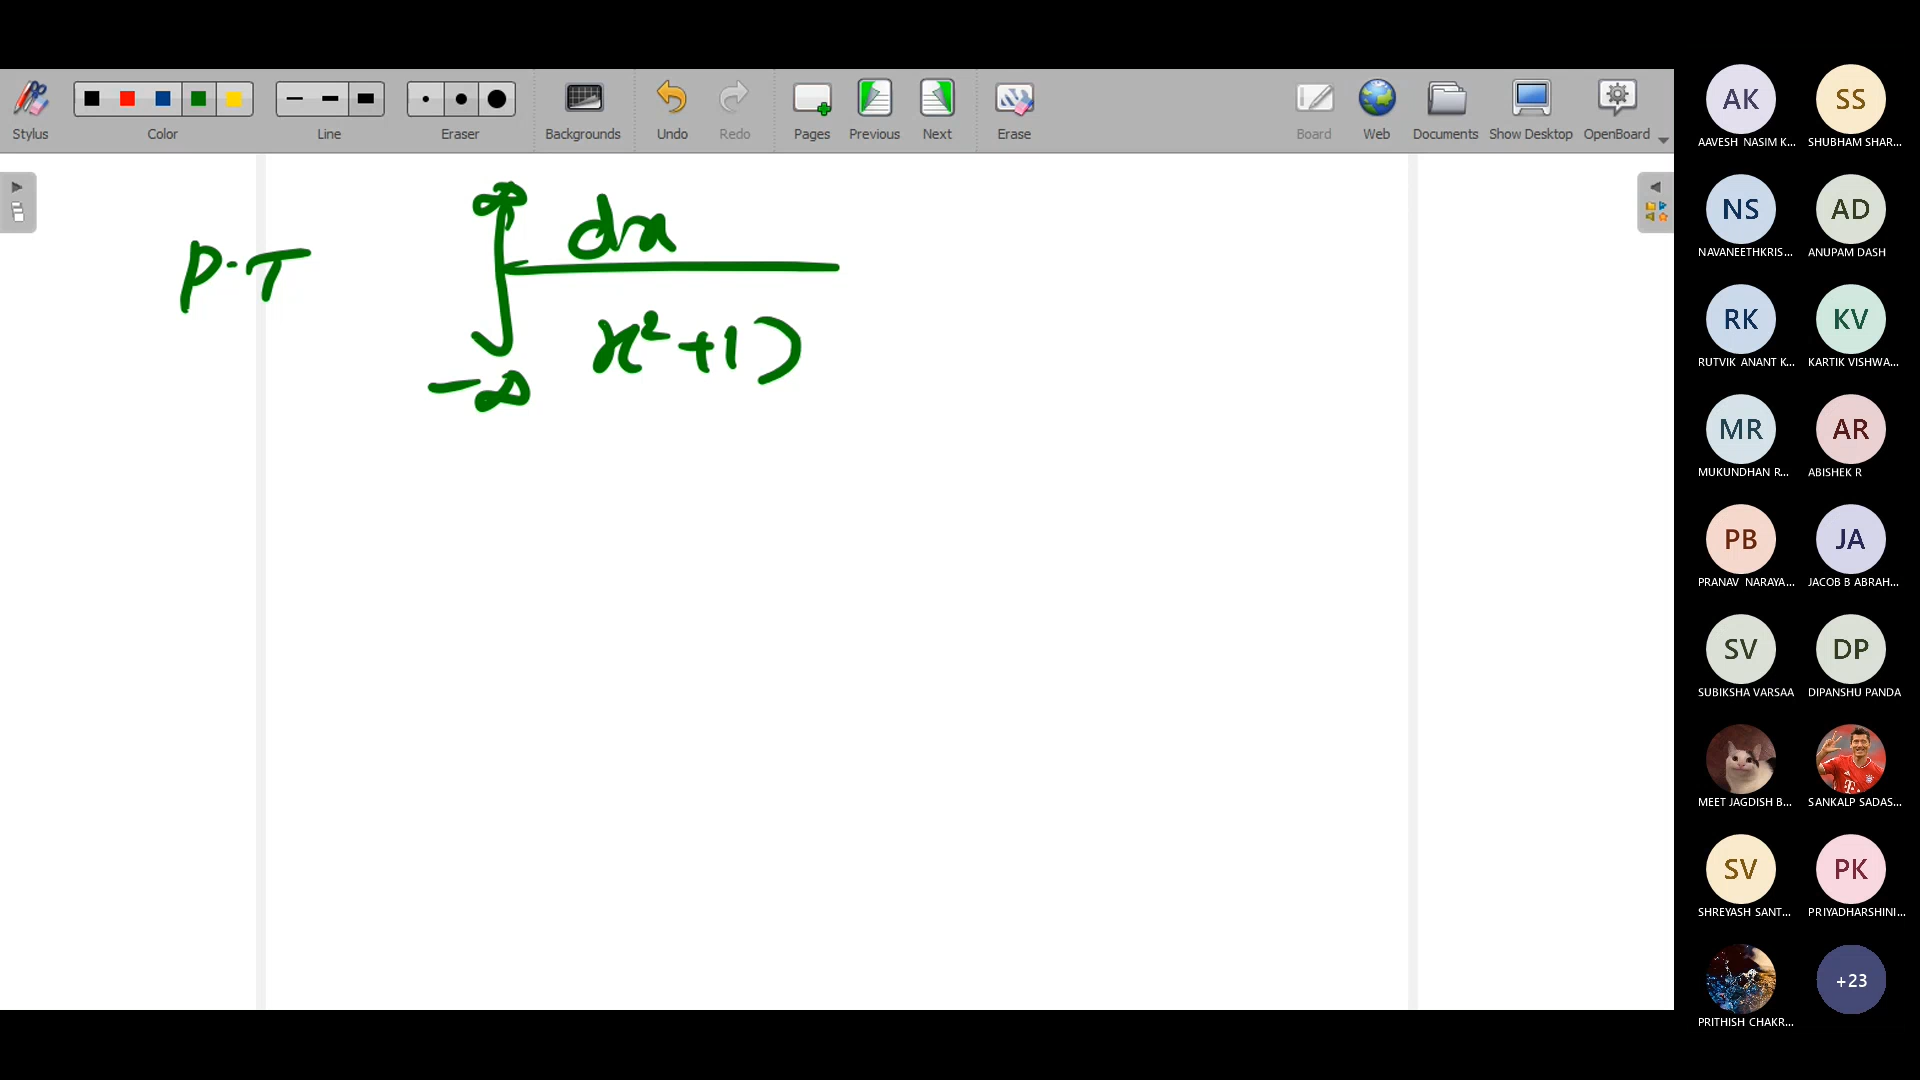 Stylus
Color
Line
Eraser
Backgrounds
Undo
Redo
Pages
Previous
Next
Erase
Board
Web
Documents
Show Desktop
OpenBoard
P.T
∞
dx
-∞
x²+1)
AK
SS
AAVESH NASIM K...
SHUBHAM SHAR...
NS
AD
NAVANEETHKRIS...
ANUPAM DASH
RK
KV
RUTVIK ANANT K...
KARTIK VISHWA...
MR
AR
MUKUNDHAN R...
ABISHEK R
PB
JA
PRANAV NARAYA...
JACOB B ABRAH...
SV
DP
SUBIKSHA VARSAA
DIPANSHU PANDA
MEET JAGDISH B...
SANKALP SADAS...
SV
PK
SHREYASH SANT...
PRIYADHARSHINI...
+23
PRITHISH CHAKR...